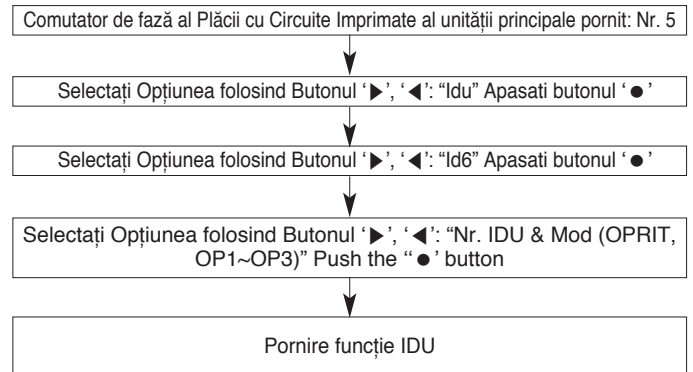 Comutator de fază al Plăcii cu Circuite Imprimate al unității principale pornit: Nr. 5
Selectați Opțiunea folosind Butonul ‘▶’, ‘◀’: “Idu” Apasati butonul ‘ ● ’
Selectați Opțiunea folosind Butonul ‘▶’, ‘◀’: “Id6” Apasati butonul ‘ ● ’
Selectați Opțiunea folosind Butonul ‘▶’, ‘◀’: “Nr. IDU & Mod (OPRIT,
OP1~OP3)” Push the ‘‘ ● ’ button
Pornire funcție IDU